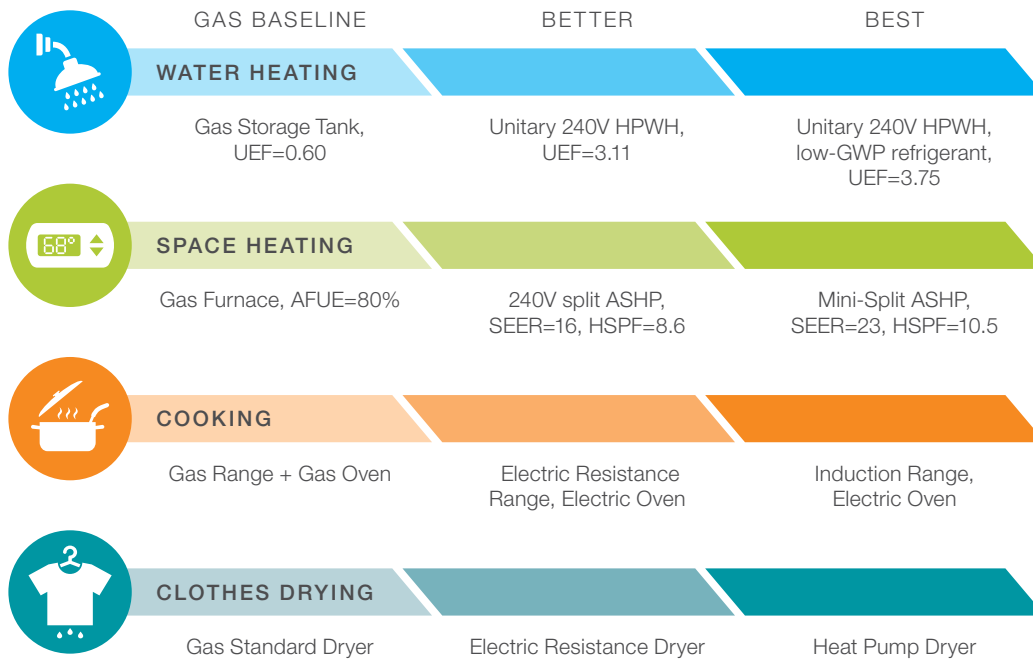 GAS BASELINE
BETTER
BEST
WATER HEATING
Gas Storage Tank,
UEF=0.60
Unitary 240V HPWH,
UEF=3.11
Unitary 240V HPWH,
low-GWP refrigerant,
UEF=3.75
68°
SPACE HEATING
Gas Furnace, AFUE=80%
240V split ASHP,
SEER=16, HSPF=8.6
Mini-Split ASHP,
SEER=23, HSPF=10.5
COOKING
Gas Range + Gas Oven
Electric Resistance
Range, Electric Oven
Induction Range,
Electric Oven
CLOTHES DRYING
Gas Standard Dryer
Electric Resistance Dryer
Heat Pump Dryer